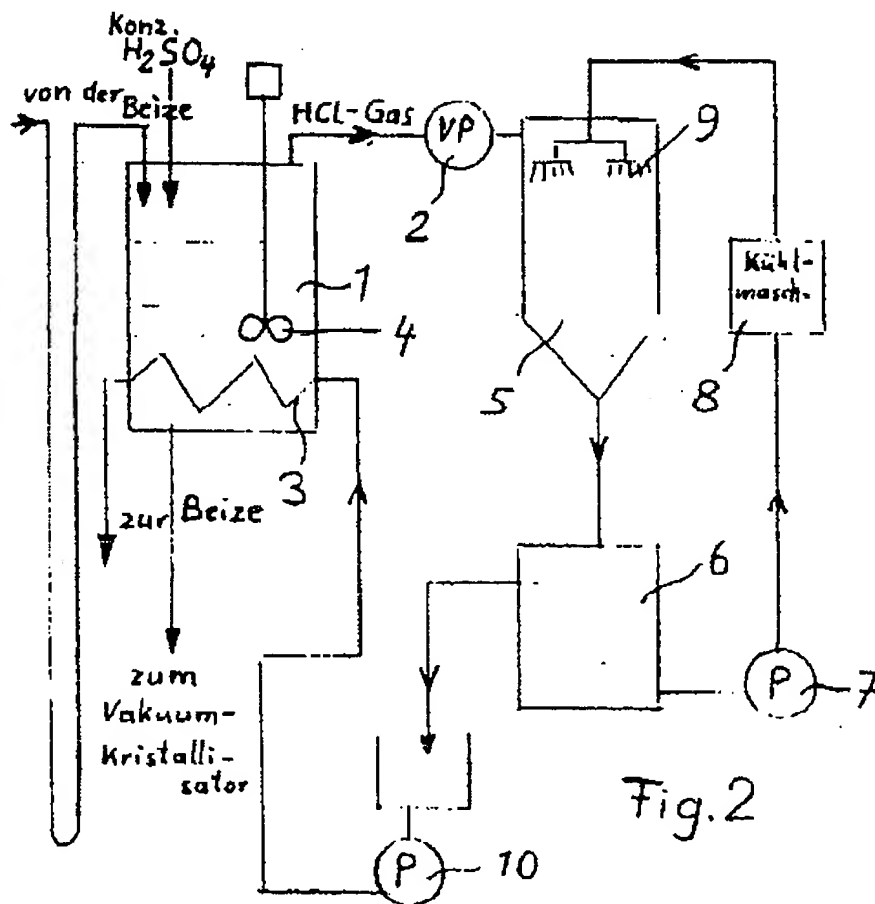 Konz.
H₂SO₄
von der Beize
HCL-Gas
VP
2
9
1
4
Kühl-
masch.
8
5
3
zur Beize
6
zum
Vakuum-
Kristalli-
sator
P
7
Fig. 2
P
10